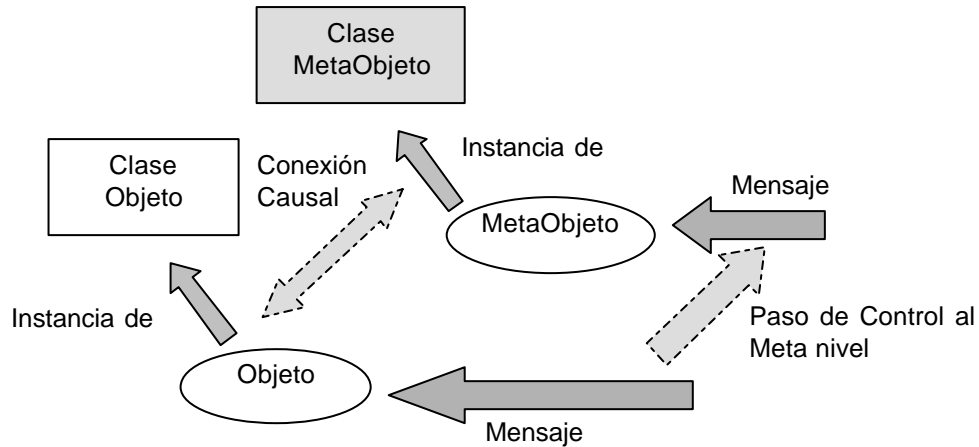 Clase
MetaObjeto
Clase
Objeto
Conexión
Causal
Instancia de
Mensaje
MetaObjeto
Instancia de
Paso de Control al
Meta nivel
Objeto
Mensaje